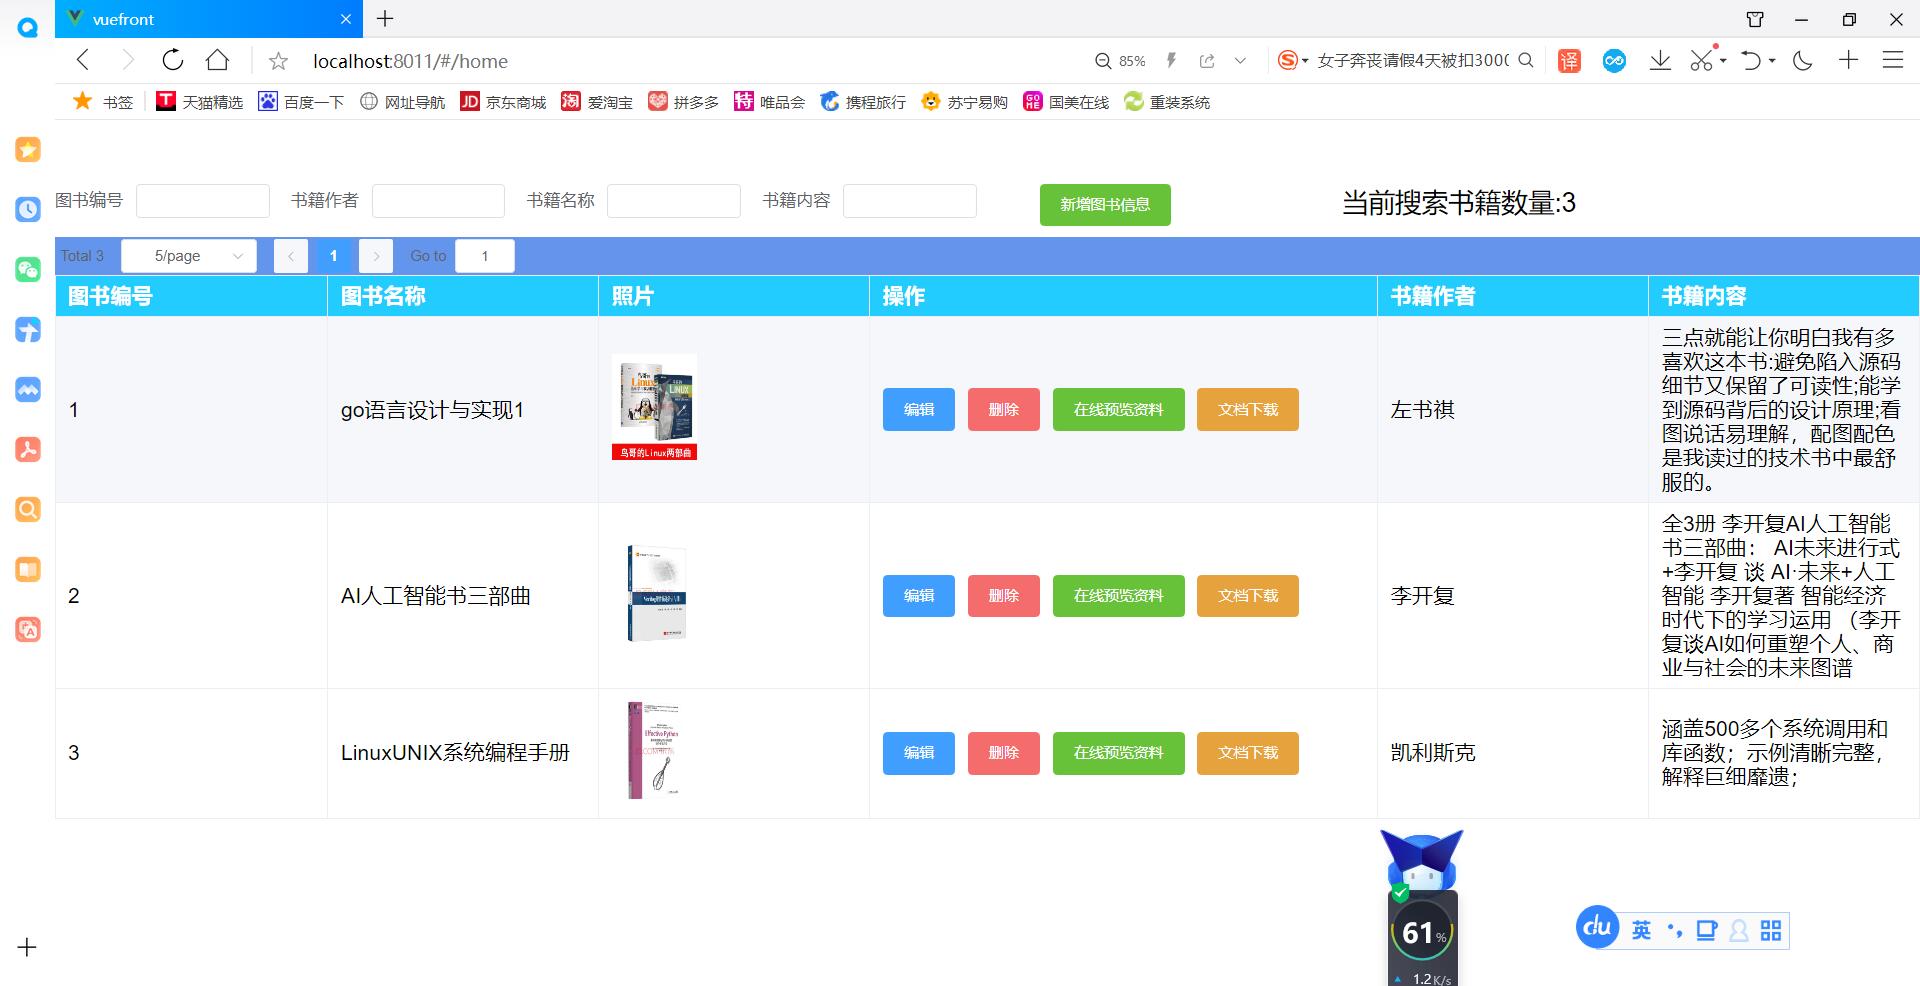 vuefront
localhost:8011/#/home
85%
女子奔丧请假4天被扣3000
译
书签
天猫精选
百度一下
网址导航
JD 京东商城
淘 爱淘宝
拼多多
特 唯品会
携程旅行
苏宁易购
GOME 国美在线
重装系统
图书编号
书籍作者
书籍名称
书籍内容
新增图书信息
当前搜索书籍数量:3
Total 3
5/page
1
Go to
1
图书编号
图书名称
照片
操作
书籍作者
书籍内容
1
go语言设计与实现1
Linux
LINUX
鸟哥的Linux两部曲
编辑
删除
在线预览资料
文档下载
左书祺
三点就能让你明白我有多
喜欢这本书:避免陷入源码
细节又保留了可读性;能学
到源码背后的设计原理;看
图说话易理解，配图配色
是我读过的技术书中最舒
服的。
2
AI人工智能书三部曲
编辑
删除
在线预览资料
文档下载
李开复
全3册 李开复AI人工智能
书三部曲： AI未来进行式
+李开复 谈 AI·未来+人工
智能 李开复著 智能经济
时代下的学习运用 （李开
复谈AI如何重塑个人、商
业与社会的未来图谱
3
LinuxUNIX系统编程手册
Effective Python
编辑
删除
在线预览资料
文档下载
凯利斯克
涵盖500多个系统调用和
库函数；示例清晰完整，
解释巨细靡遗；
61%
1.2K/s
du 英